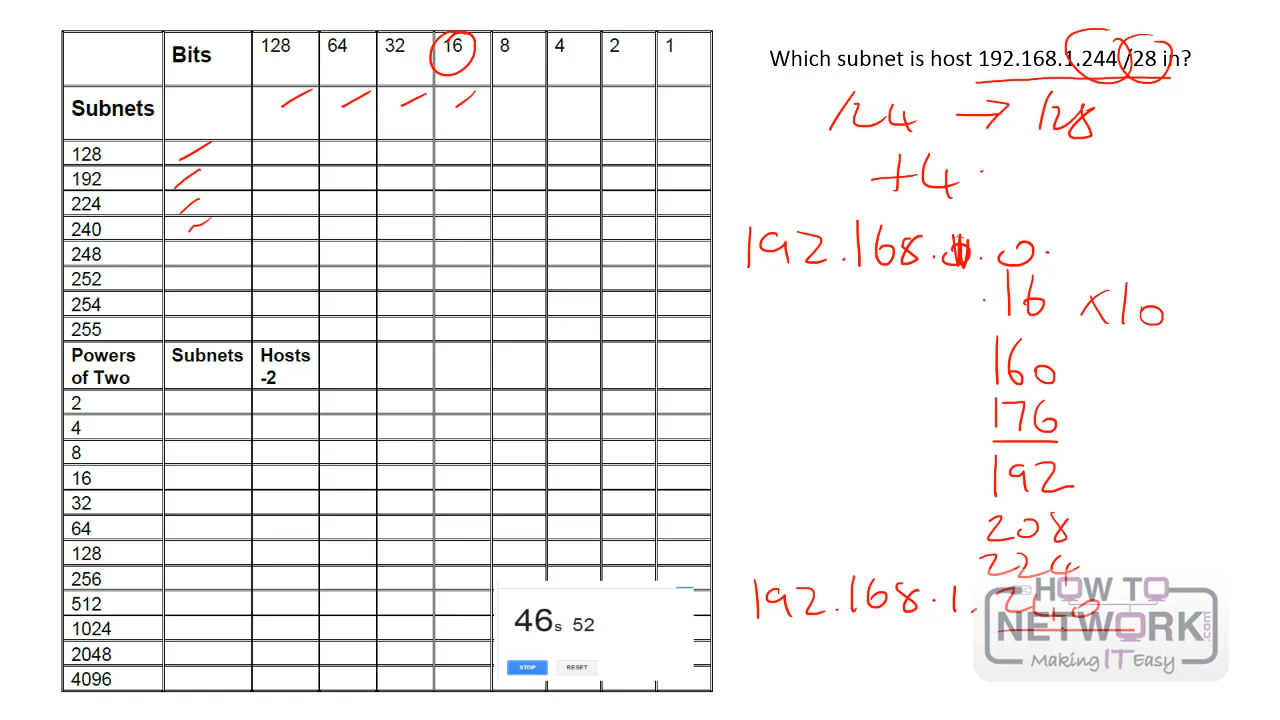 Bits 128 64 32 16 8 4 2 1
Subnets
128
192
224
240
248
252
254
255
Powers of Two Subnets Hosts -2
2
4
8
16
32
64
128
256
512
1024
2048
4096
46s 52
STOP RESET
Which subnet is host 192.168.1.244 /28 in?
/24 → /28
+4
192.168. . 0.
.16 x10
160
176
192
208
224
192.168.1.240
HOW TO
NETWORK.com
Making IT Easy